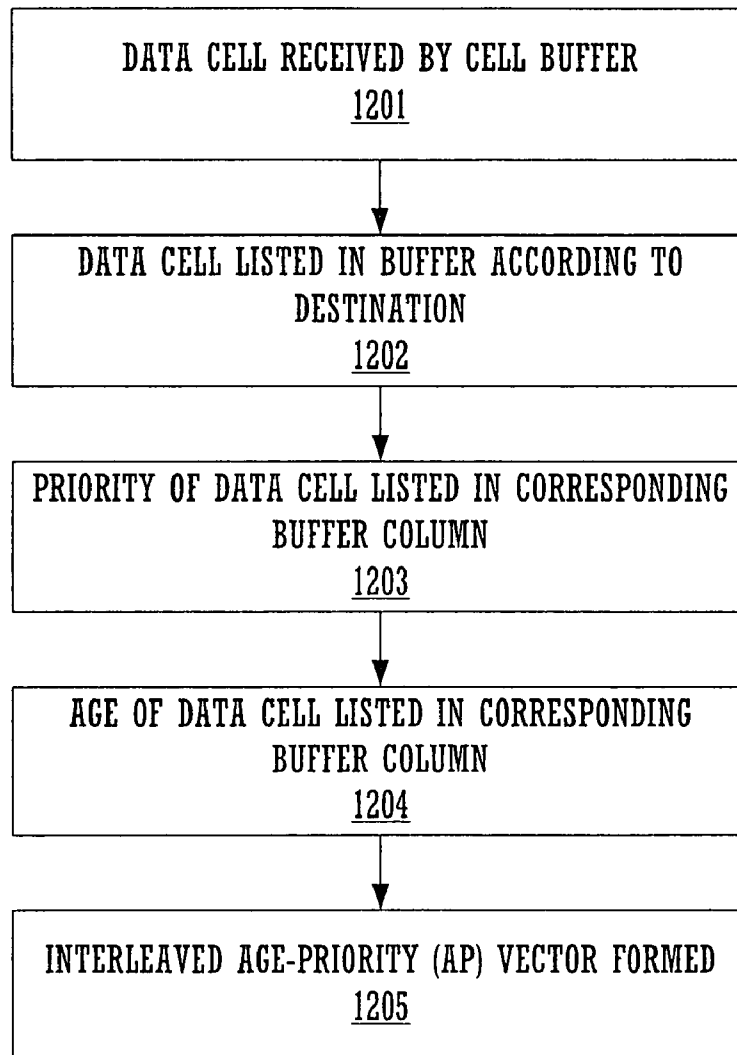 DATA CELL RECEIVED BY CELL BUFFER
1201
DATA CELL LISTED IN BUFFER ACCORDING TO
DESTINATION
1202
PRIORITY OF DATA CELL LISTED IN CORRESPONDING
BUFFER COLUMN
1203
AGE OF DATA CELL LISTED IN CORRESPONDING
BUFFER COLUMN
1204
INTERLEAVED AGE-PRIORITY (AP) VECTOR FORMED
1205